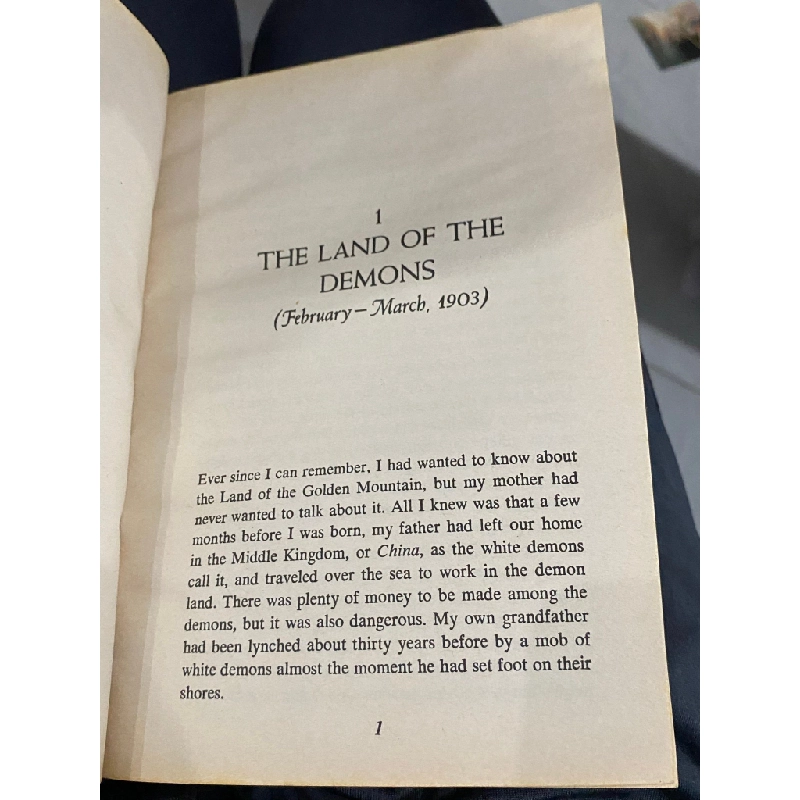 1
THE LAND OF THE
DEMONS
(February–March, 1903)
Ever since I can remember, I had wanted to know about
the Land of the Golden Mountain, but my mother had
never wanted to talk about it. All I knew was that a few
months before I was born, my father had left our home
in the Middle Kingdom, or China, as the white demons
call it, and traveled over the sea to work in the demon
land. There was plenty of money to be made among the
demons, but it was also dangerous. My own grandfather
had been lynched about thirty years before by a mob of
white demons almost the moment he had set foot on their
shores.
1